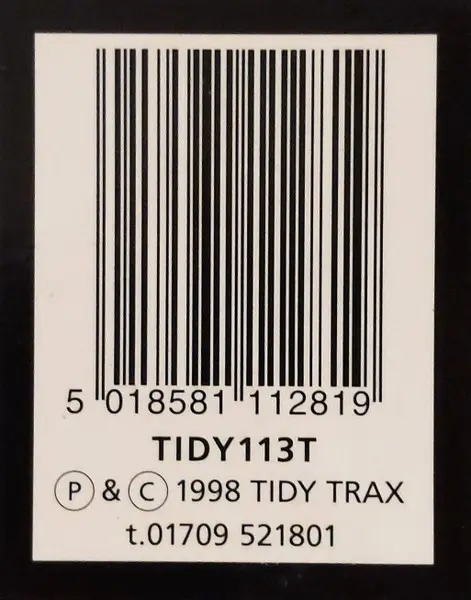 5 018581 112819
TIDY113T
Ⓟ & Ⓒ 1998 TIDY TRAX
t.01709 521801